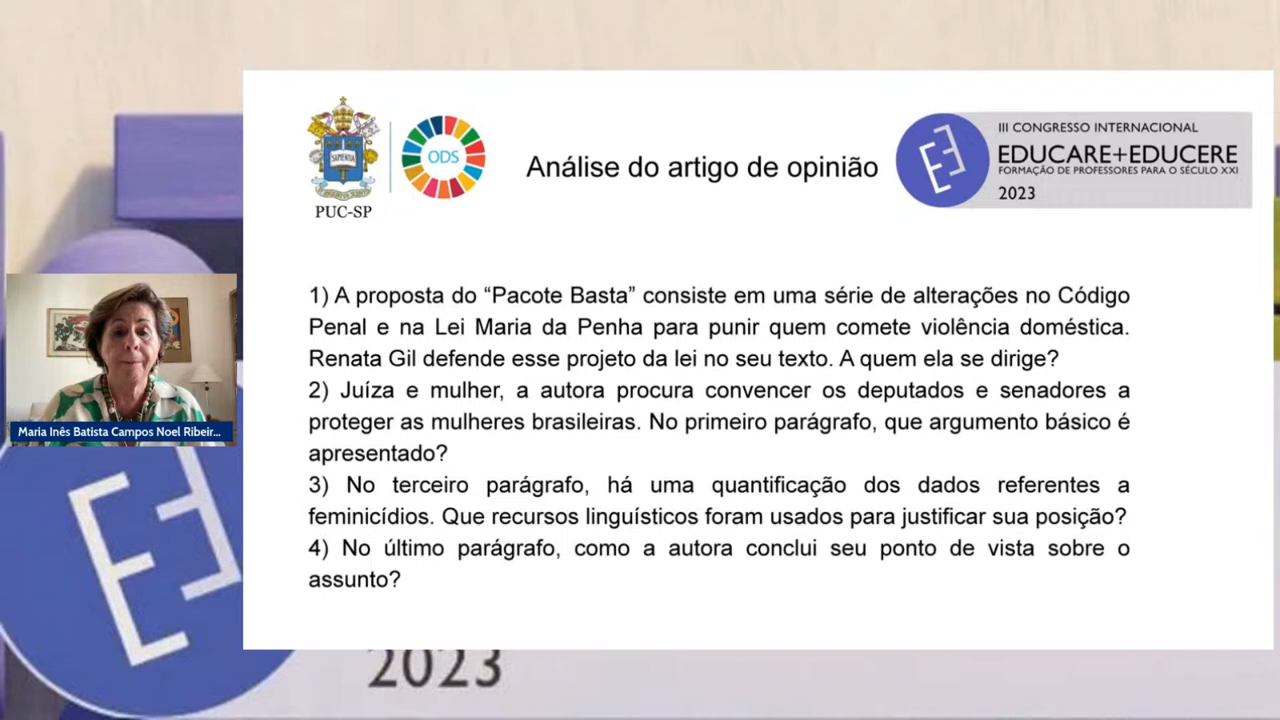 SAPIENTIA
PUC-SP
ODS
Análise do artigo de opinião
III CONGRESSO INTERNACIONAL
EDUCARE+EDUCERE
FORMAÇÃO DE PROFESSORES PARA O SÉCULO XXI
2023
1) A proposta do “Pacote Basta” consiste em uma série de alterações no Código
Penal e na Lei Maria da Penha para punir quem comete violência doméstica.
Renata Gil defende esse projeto da lei no seu texto. A quem ela se dirige?
2) Juíza e mulher, a autora procura convencer os deputados e senadores a
proteger as mulheres brasileiras. No primeiro parágrafo, que argumento básico é
apresentado?
3) No terceiro parágrafo, há uma quantificação dos dados referentes a
feminicídios. Que recursos linguísticos foram usados para justificar sua posição?
4) No último parágrafo, como a autora conclui seu ponto de vista sobre o
assunto?
Maria Inês Batista Campos Noel Ribeir...
2023